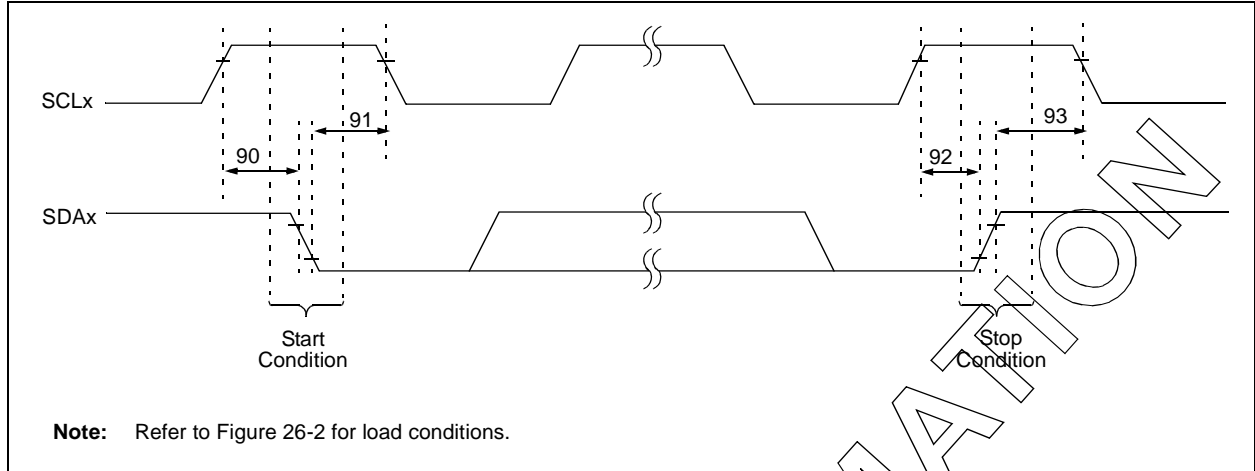 SCLx
91
93
90
92
SDAx
Start
Condition
Stop
Condition
Note: Refer to Figure 26-2 for load conditions.
MATION